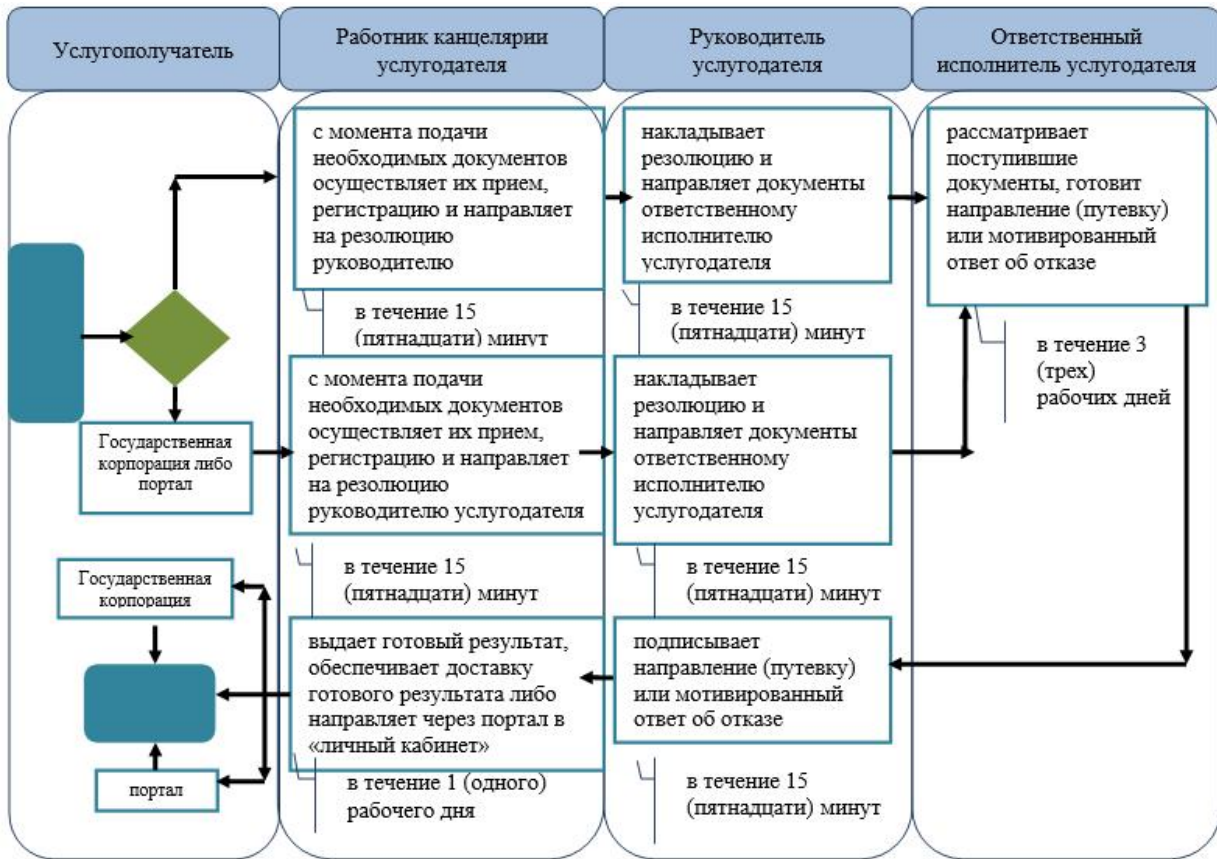 Услугополучатель
Работник канцелярии
услугодателя
Руководитель
услугодателя
Ответственный
исполнитель услугодателя
с момента подачи
необходимых документов
осуществляет их прием,
регистрацию и направляет
на резолюцию
руководителю
накладывает
резолюцию и
направляет документы
ответственному
исполнителю
услугодателя
рассматривает
поступившие
документы, готовит
направление (путевку)
или мотивированный
ответ об отказе
в течение 15
(пятнадцати) минут
в течение 15
(пятнадцати) минут
в течение 3
(трех)
рабочих дней
Государственная
корпорация либо
портал
с момента подачи
необходимых документов
осуществляет их прием,
регистрацию и направляет
на резолюцию
руководителю услугодателя
накладывает
резолюцию и
направляет документы
ответственному
исполнителю
услугодателя
в течение 15
(пятнадцати) минут
в течение 15
(пятнадцати) минут
Государственная
корпорация
выдает готовый результат,
обеспечивает доставку
готового результата либо
направляет через портал в
«личный кабинет»
подписывает
направление (путевку)
или мотивированный
ответ об отказе
портал
в течение 1 (одного)
рабочего дня
в течение 15
(пятнадцати) минут